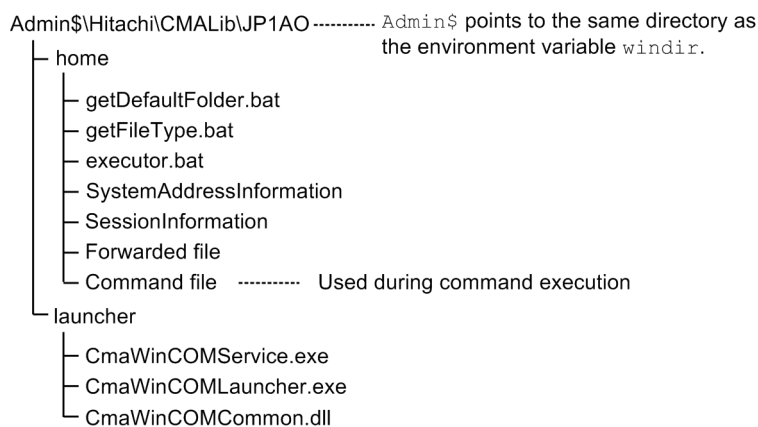 Admin$\Hitachi\CMALib\JP1AO ---------- Admin$ points to the same directory as
the environment variable windir.
home
getDefaultFolder.bat
getFileType.bat
executor.bat
SystemAddressInformation
SessionInformation
Forwarded file
Command file ---------- Used during command execution
launcher
CmaWinCOMService.exe
CmaWinCOMLauncher.exe
CmaWinCOMCommon.dll